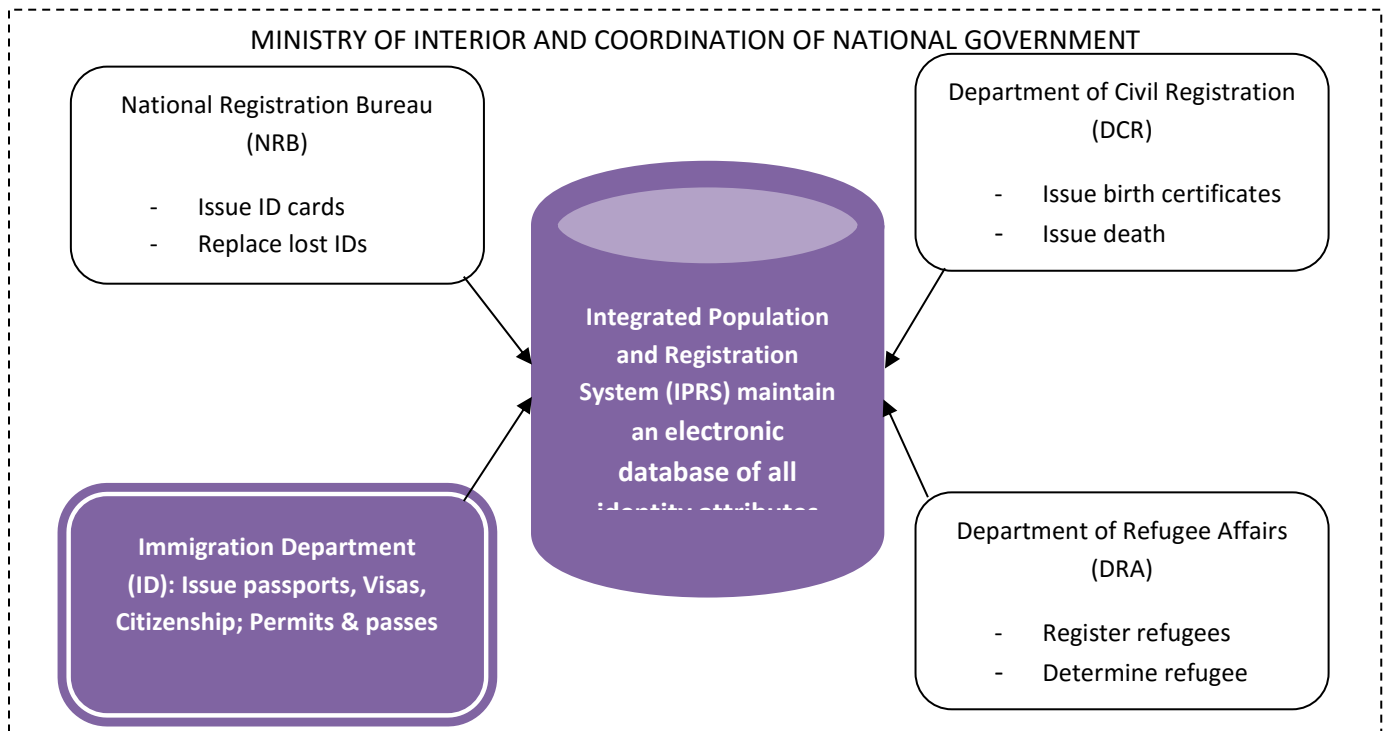 MINISTRY OF INTERIOR AND COORDINATION OF NATIONAL GOVERNMENT
National Registration Bureau
(NRB)
- Issue ID cards
- Replace lost IDs
Department of Civil Registration
(DCR)
- Issue birth certificates
- Issue death
Integrated Population
and Registration
System (IPRS) maintain
an electronic
database of all
identity attributes
Immigration Department
(ID): Issue passports, Visas,
Citizenship; Permits & passes
Department of Refugee Affairs
(DRA)
- Register refugees
- Determine refugee